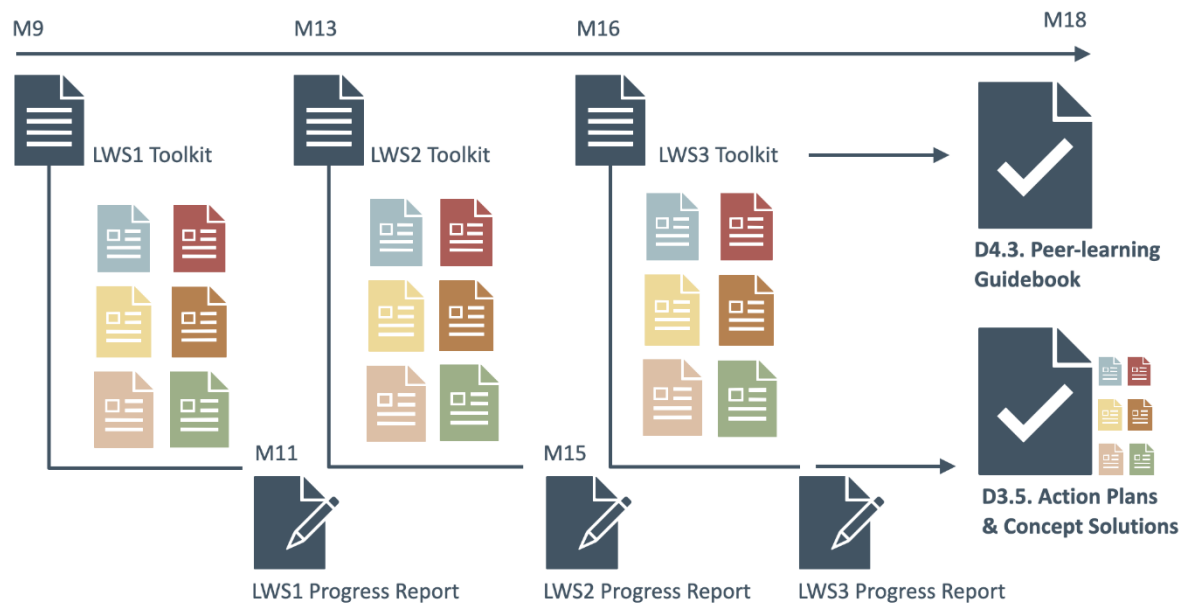 M9
M13
M16
M18
LWS1 Toolkit
LWS2 Toolkit
LWS3 Toolkit
D4.3. Peer-learning
Guidebook
M11
M15
D3.5. Action Plans
& Concept Solutions
LWS1 Progress Report
LWS2 Progress Report
LWS3 Progress Report